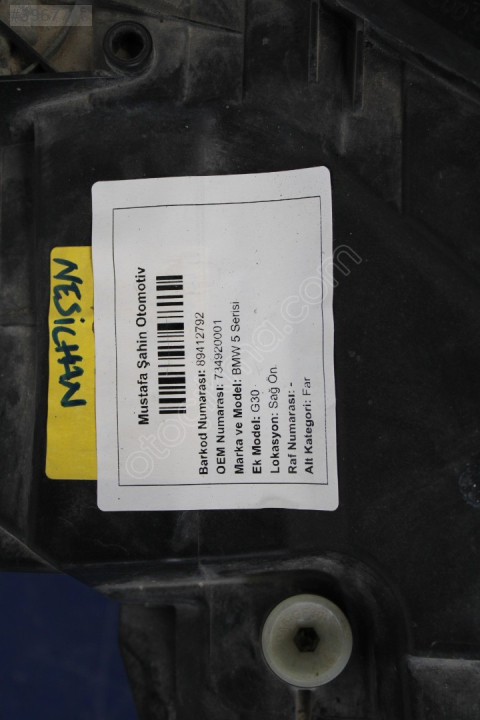 Mustafa Şahin Otomotiv
Barkod Numarası: 89412792
OEM Numarası: 734920001
Marka ve Model: BMW 5 Serisi
Ek Model: G30
Lokasyon: Sağ Ön
Raf Numarası: -
Alt Kategori: Far
NESİLHAN